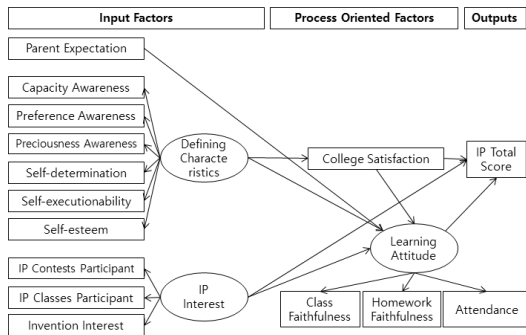 Input Factors
Process Oriented Factors
Outputs
Parent Expectation
Capacity Awareness
Preference Awareness
Preciousness Awareness
Self-determination
Self-executionability
Self-esteem
Defining
Characte
ristics
College Satisfaction
IP Total
Score
Learning
Attitude
IP Contests Participant
IP Classes Participant
Invention Interest
IP
Interest
Class
Faithfulness
Homework
Faithfulness
Attendance